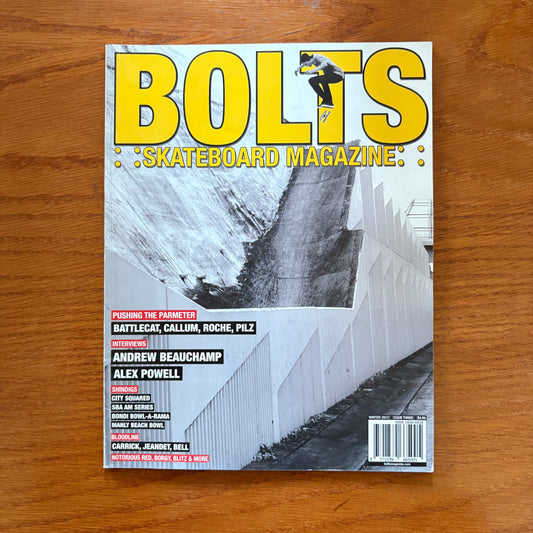 BOLTS
SKATEBOARD MAGAZINE
PUSHING THE PARMETER
BATTLECAT, CALLUM, ROCHE, PILZ
INTERVIEWS
ANDREW BEAUCHAMP
ALEX POWELL
SHINDIGS
CITY SQUARED
SBA AM SERIES
BONDI BOWL-A-RAMA
MANLY BEACH BOWL
BLOODLINE
CARRICK, JEANDET, BELL
NOTORIOUS RED, BORGY, BLITZ & MORE
WINTER 2012 ISSUE THREE $4.95